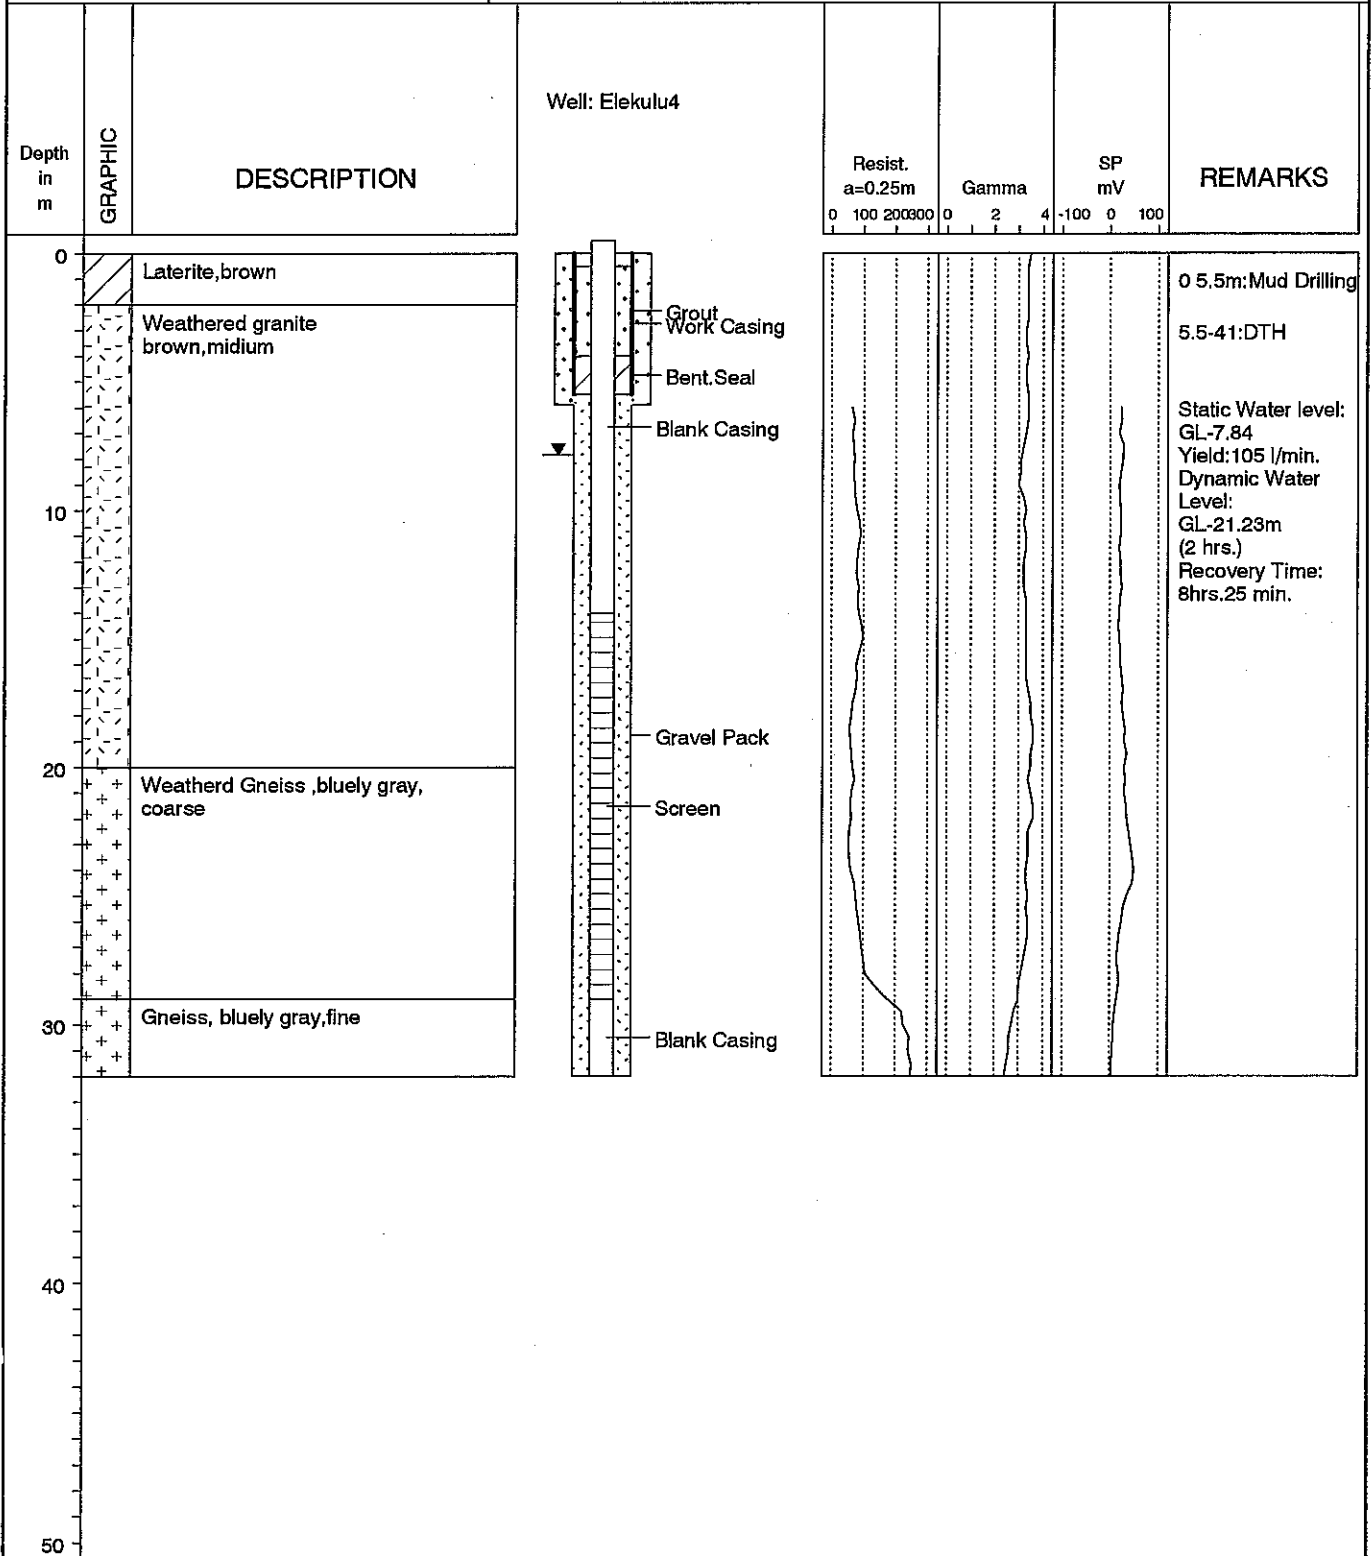 Well: Elekulu4
Depth
in
m
GRAPHIC
DESCRIPTION
Resist.
a=0.25m
0 100 200300
Gamma
0 2 4
SP
mV
-100 0 100
REMARKS
0
10
20
30
40
50
Laterite,brown
Weathered granite
brown,midium
Weatherd Gneiss ,bluely gray,
coarse
Gneiss, bluely gray,fine
Grout
Work Casing
Bent.Seal
Blank Casing
Gravel Pack
Screen
Blank Casing
0 5.5m:Mud Drilling
5.5-41:DTH
Static Water level:
GL-7.84
Yield:105 l/min.
Dynamic Water
Level:
GL-21.23m
(2 hrs.)
Recovery Time:
8hrs.25 min.